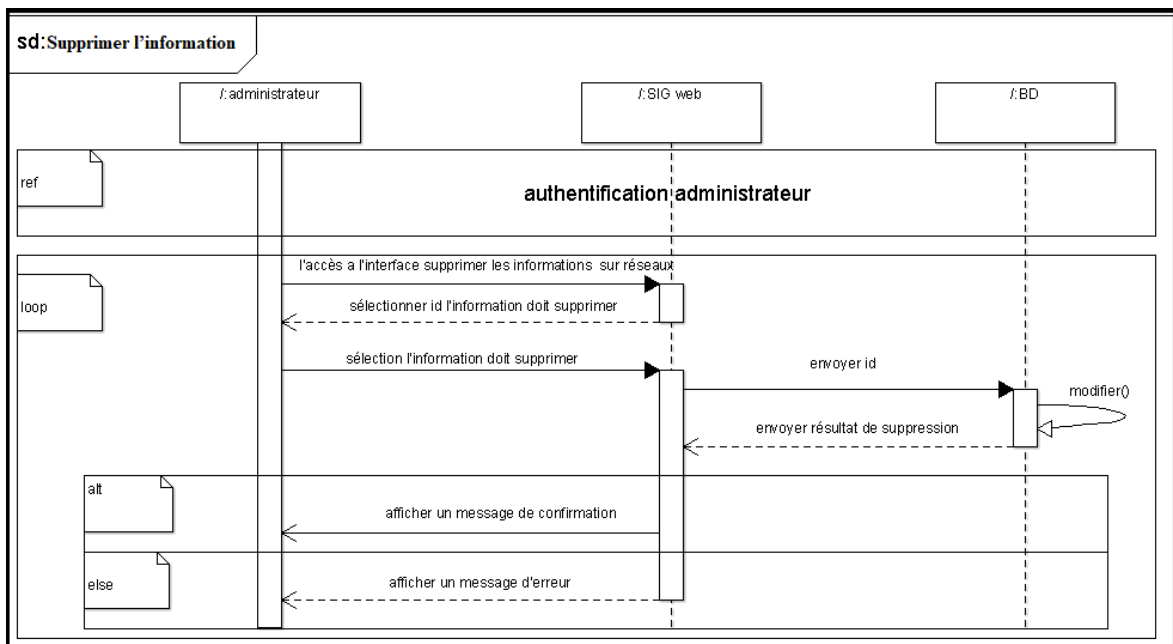 sd:Supprimer l'information
/:administrateur
/:SIG web
/:BD
ref
authentification administrateur
loop
l'accès a l'interface supprimer les informations sur réseaux
sélectionner id l'information doit supprimer
sélection l'information doit supprimer
envoyer id
modifier()
envoyer résultat de suppression
alt
afficher un message de confirmation
else
afficher un message d'erreur